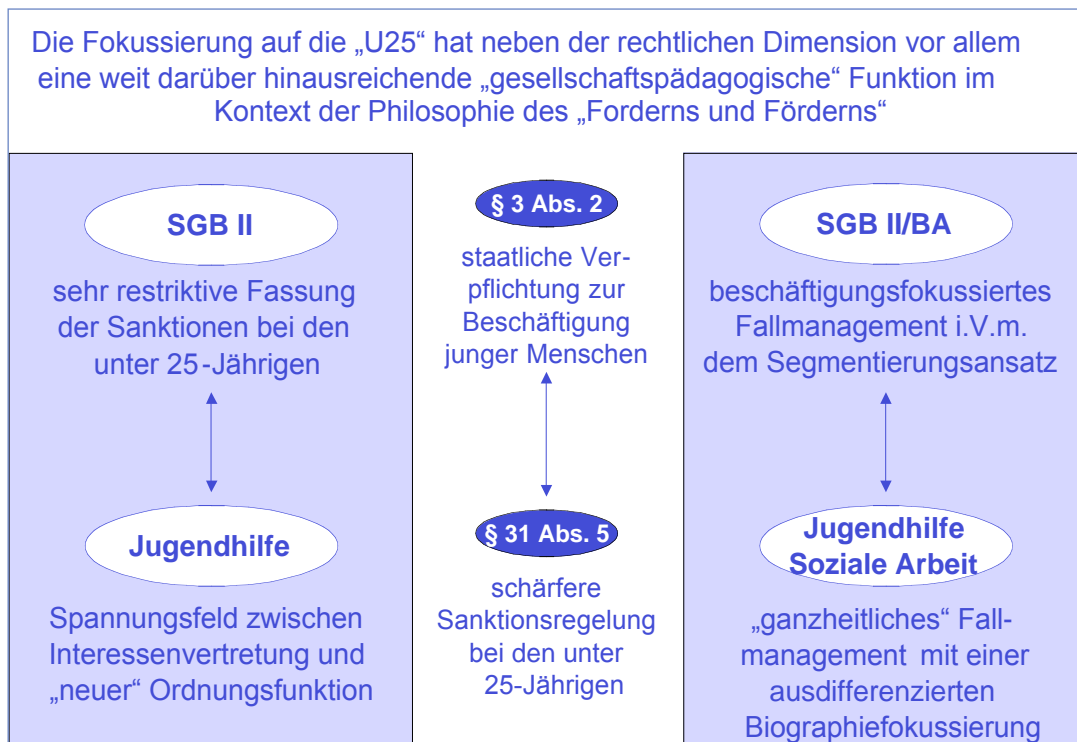 Die Fokussierung auf die „U25“ hat neben der rechtlichen Dimension vor allem
eine weit darüber hinausreichende „gesellschaftspädagogische“ Funktion im
Kontext der Philosophie des „Forderns und Förderns“
SGB II
sehr restriktive Fassung
der Sanktionen bei den
unter 25-Jährigen
Jugendhilfe
Spannungsfeld zwischen
Interessenvertretung und
„neuer“ Ordnungsfunktion
§ 3 Abs. 2
staatliche Ver-
pflichtung zur
Beschäftigung
junger Menschen
§ 31 Abs. 5
schärfere
Sanktionsregelung
bei den unter
25-Jährigen
SGB II/BA
beschäftigungsfokussiertes
Fallmanagement i.V.m.
dem Segmentierungsansatz
Jugendhilfe
Soziale Arbeit
„ganzheitliches“ Fall-
management mit einer
ausdifferenzierten
Biographiefokussierung